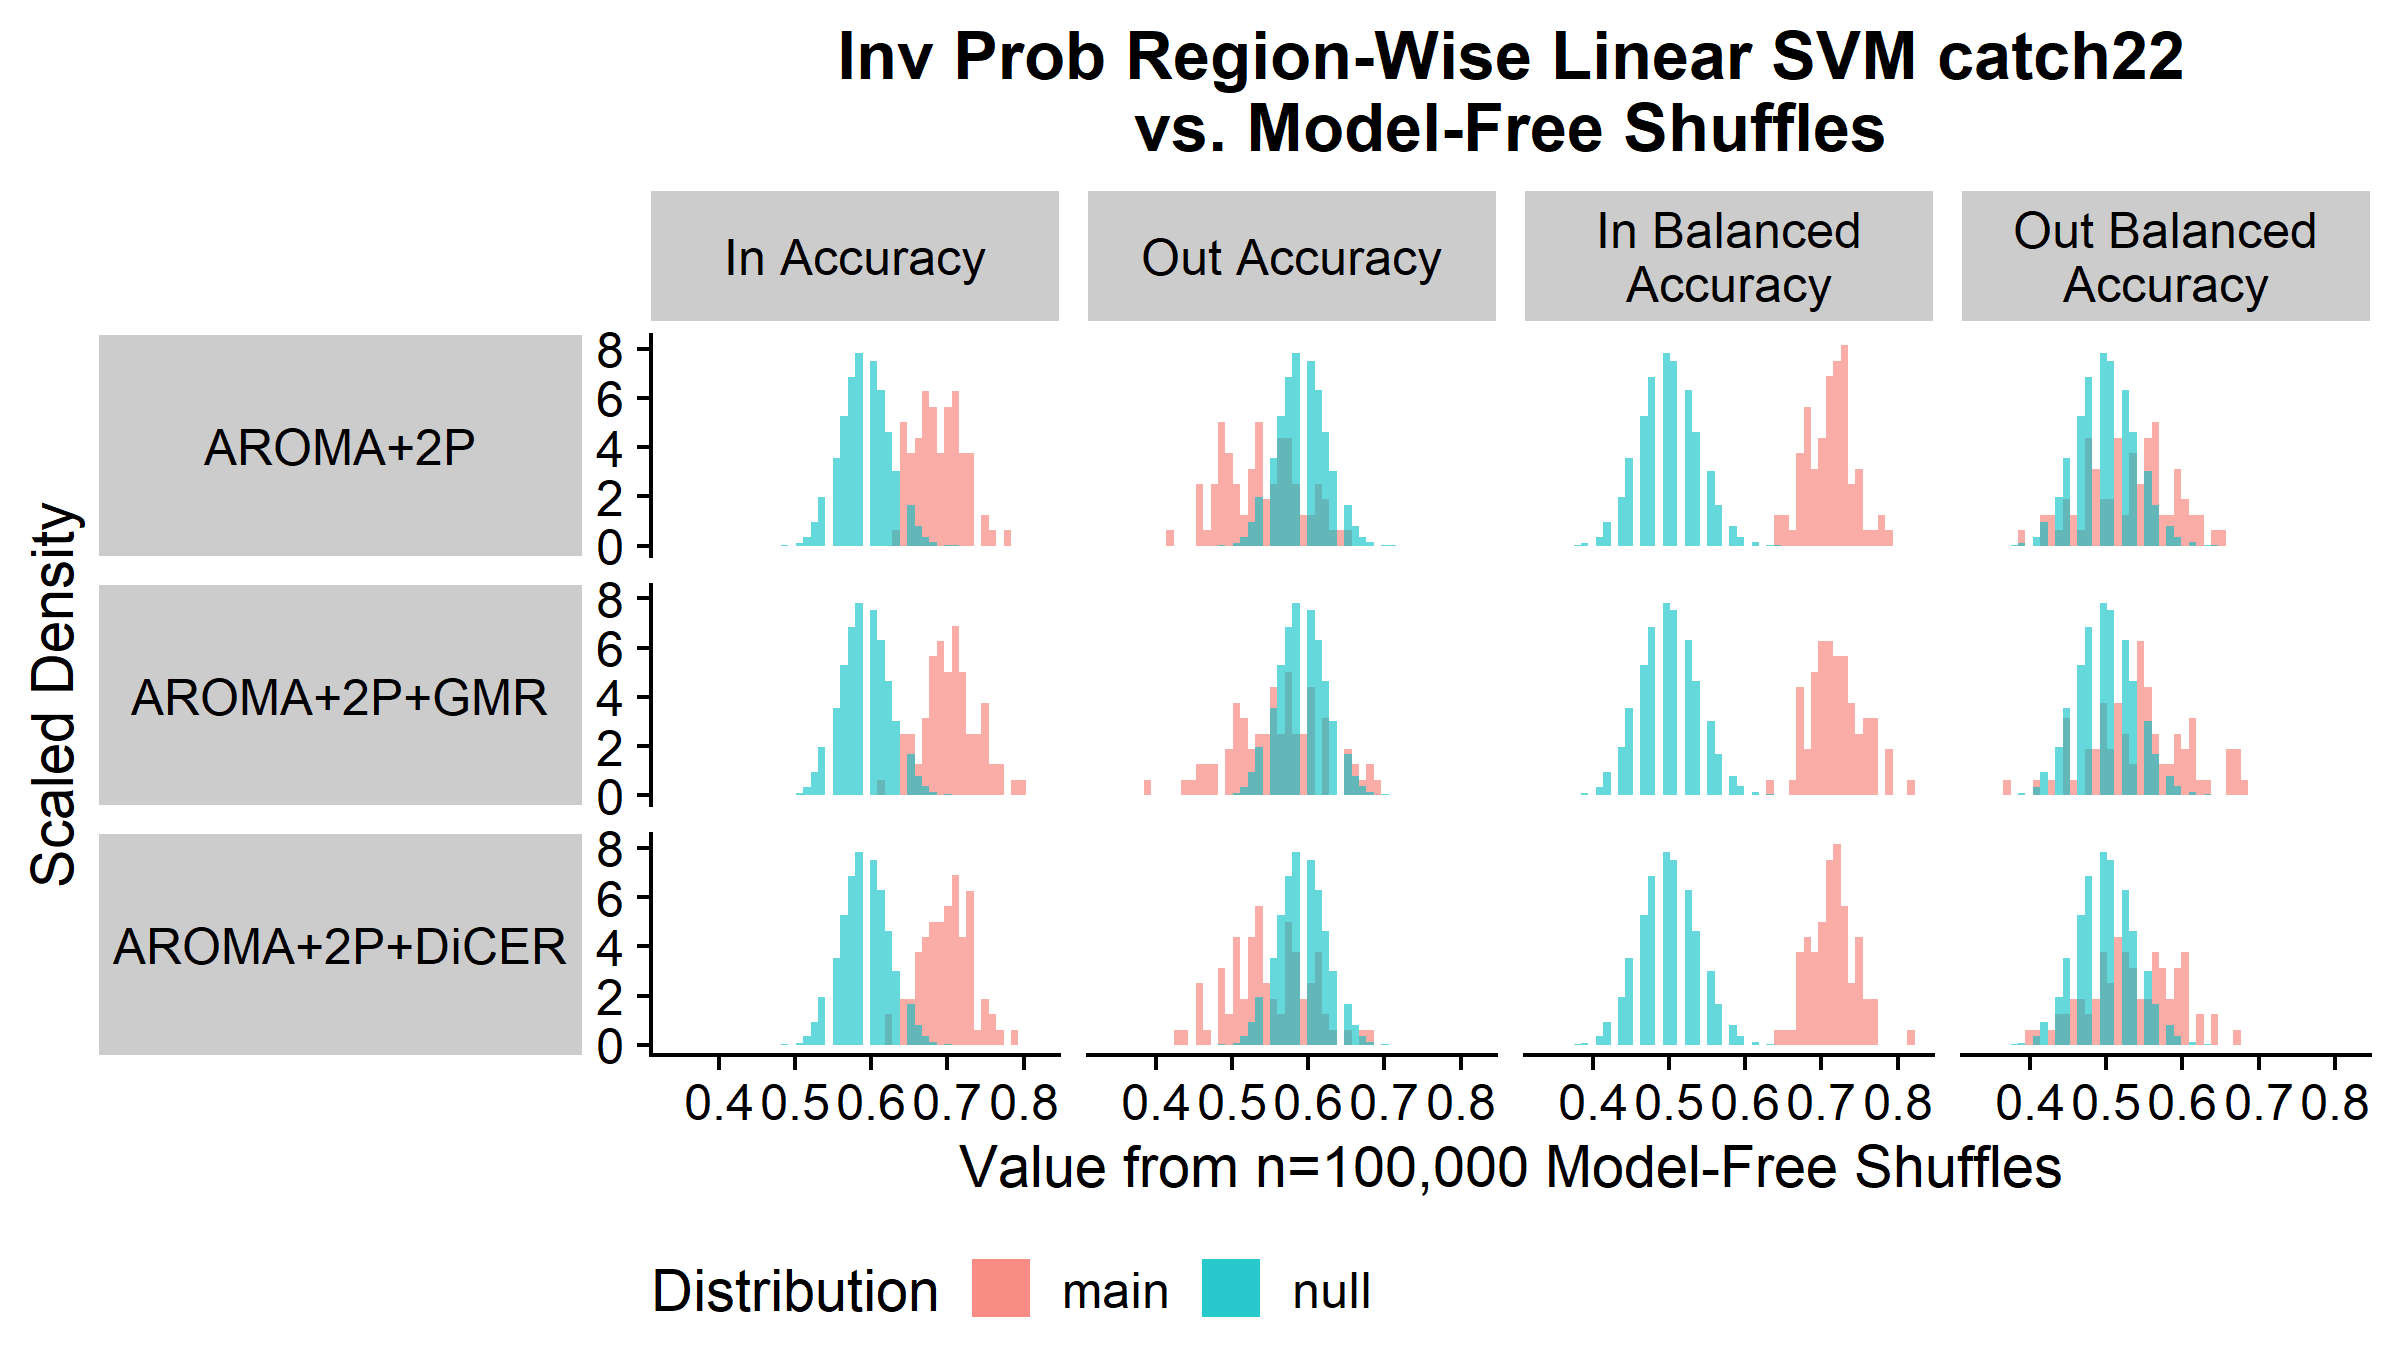 Inv Prob Region-Wise Linear SVM catch22
vs. Model-Free Shuffles
In Accuracy
Out Accuracy
In Balanced
Accuracy
Out Balanced
Accuracy
Scaled Density
AROMA+2P
8
6
4
2
0
AROMA+2P+GMR
8
6
4
2
0
AROMA+2P+DiCER
8
6
4
2
0
0.4 0.5 0.6 0.7 0.8
0.4 0.5 0.6 0.7 0.8
0.4 0.5 0.6 0.7 0.8
0.4 0.5 0.6 0.7 0.8
Value from n=100,000 Model-Free Shuffles
Distribution main null